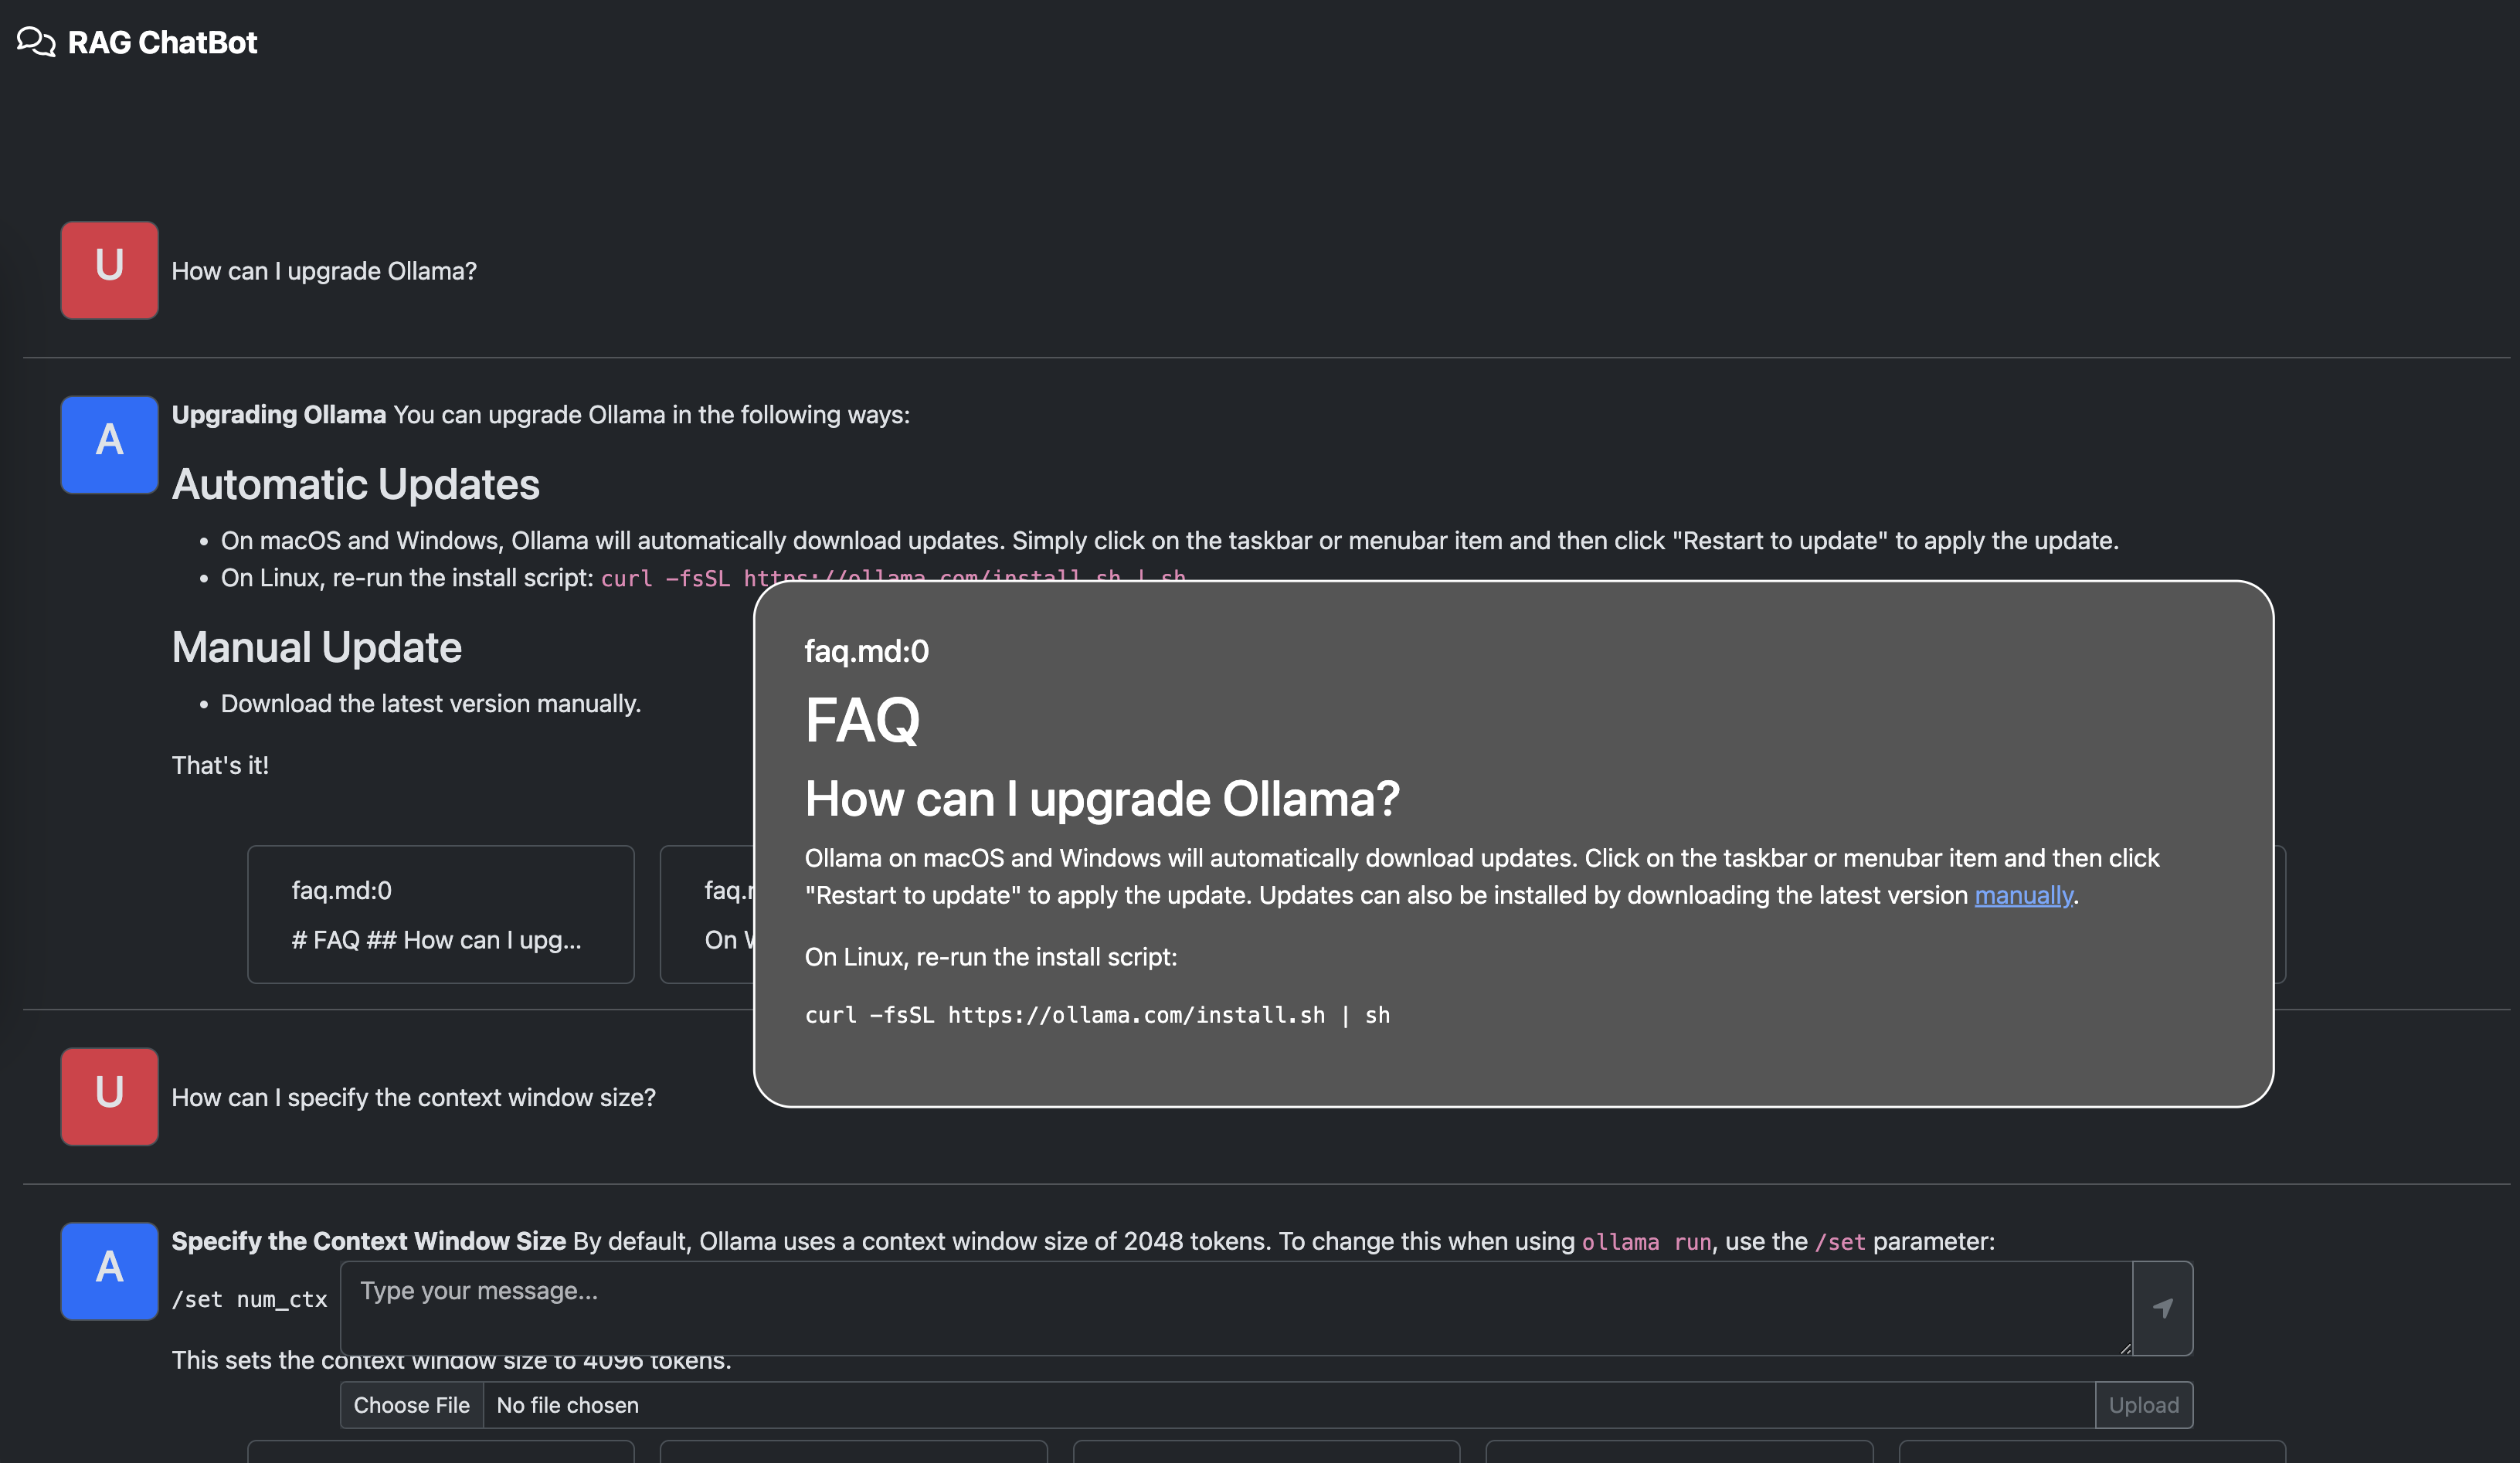 RAG ChatBot
U
How can I upgrade Ollama?
A
Upgrading Ollama You can upgrade Ollama in the following ways:
Automatic Updates
• On macOS and Windows, Ollama will automatically download updates. Simply click on the taskbar or menubar item and then click "Restart to update" to apply the update.
• On Linux, re-run the install script: curl -fsSL https://ollama.com/install.sh | sh
Manual Update
• Download the latest version manually.
That's it!
faq.md:0
# FAQ ## How can I upg...
faq.
On
faq.md:0
FAQ
How can I upgrade Ollama?
Ollama on macOS and Windows will automatically download updates. Click on the taskbar or menubar item and then click
"Restart to update" to apply the update. Updates can also be installed by downloading the latest version manually.
On Linux, re-run the install script:
curl -fsSL https://ollama.com/install.sh | sh
U
How can I specify the context window size?
A
Specify the Context Window Size By default, Ollama uses a context window size of 2048 tokens. To change this when using ollama run, use the /set parameter:
/set num_ctx
Type your message...
This sets the context window size to 4096 tokens.
Choose File
No file chosen
Upload